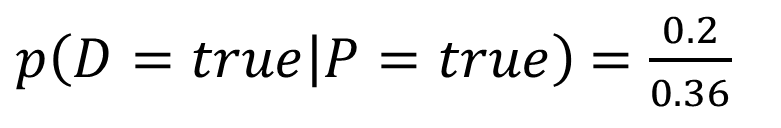 p(D = true|P = true) = 0.2/0.36